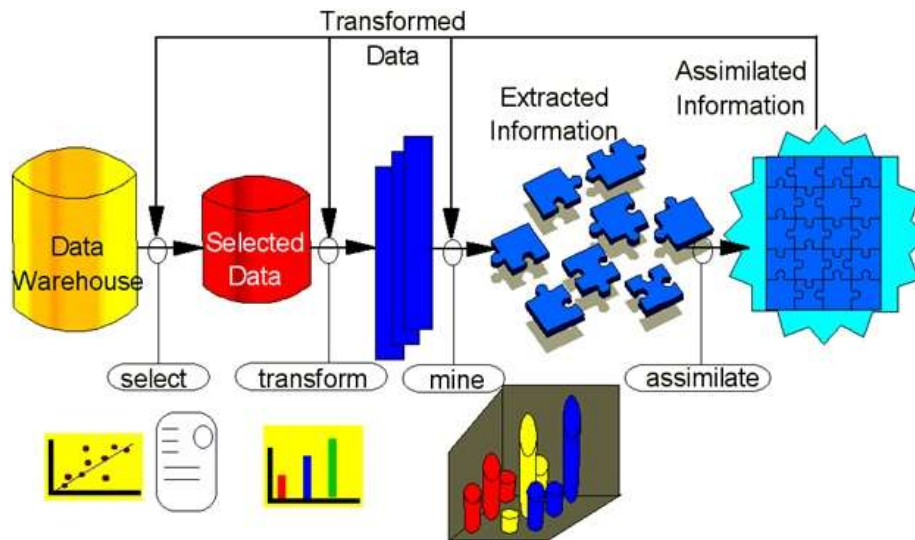 Transformed
Data
Assimilated
Information
Extracted
Information
Data
Warehouse
Selected
Data
select
transform
mine
assimilate